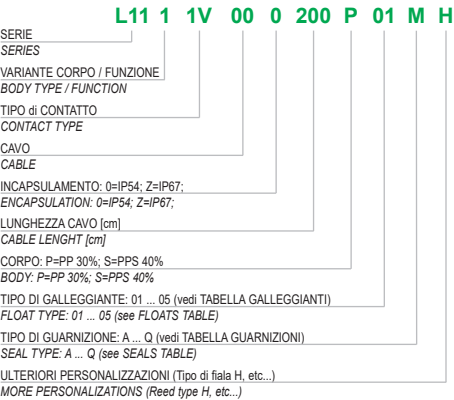 L11 1 1V 00 0 200 P 01 M H
SERIE
SERIES
VARIANTE CORPO / FUNZIONE
BODY TYPE / FUNCTION
TIPO di CONTATTO
CONTACT TYPE
CAVO
CABLE
INCAPSULAMENTO: 0=IP54; Z=IP67;
ENCAPSULATION: 0=IP54; Z=IP67;
LUNGHEZZA CAVO [cm]
CABLE LENGHT [cm]
CORPO: P=PP 30%; S=PPS 40%
BODY: P=PP 30%; S=PPS 40%
TIPO DI GALLEGGIANTE: 01 ... 05 (vedi TABELLA GALLEGGIANTI)
FLOAT TYPE: 01 ... 05 (see FLOATS TABLE)
TIPO DI GUARNIZIONE: A ... Q (vedi TABELLA GUARNIZIONI)
SEAL TYPE: A ... Q (see SEALS TABLE)
ULTERIORI PERSONALIZZAZIONI (Tipo di fiala H, etc...)
MORE PERSONALIZATIONS (Reed type H, etc...)